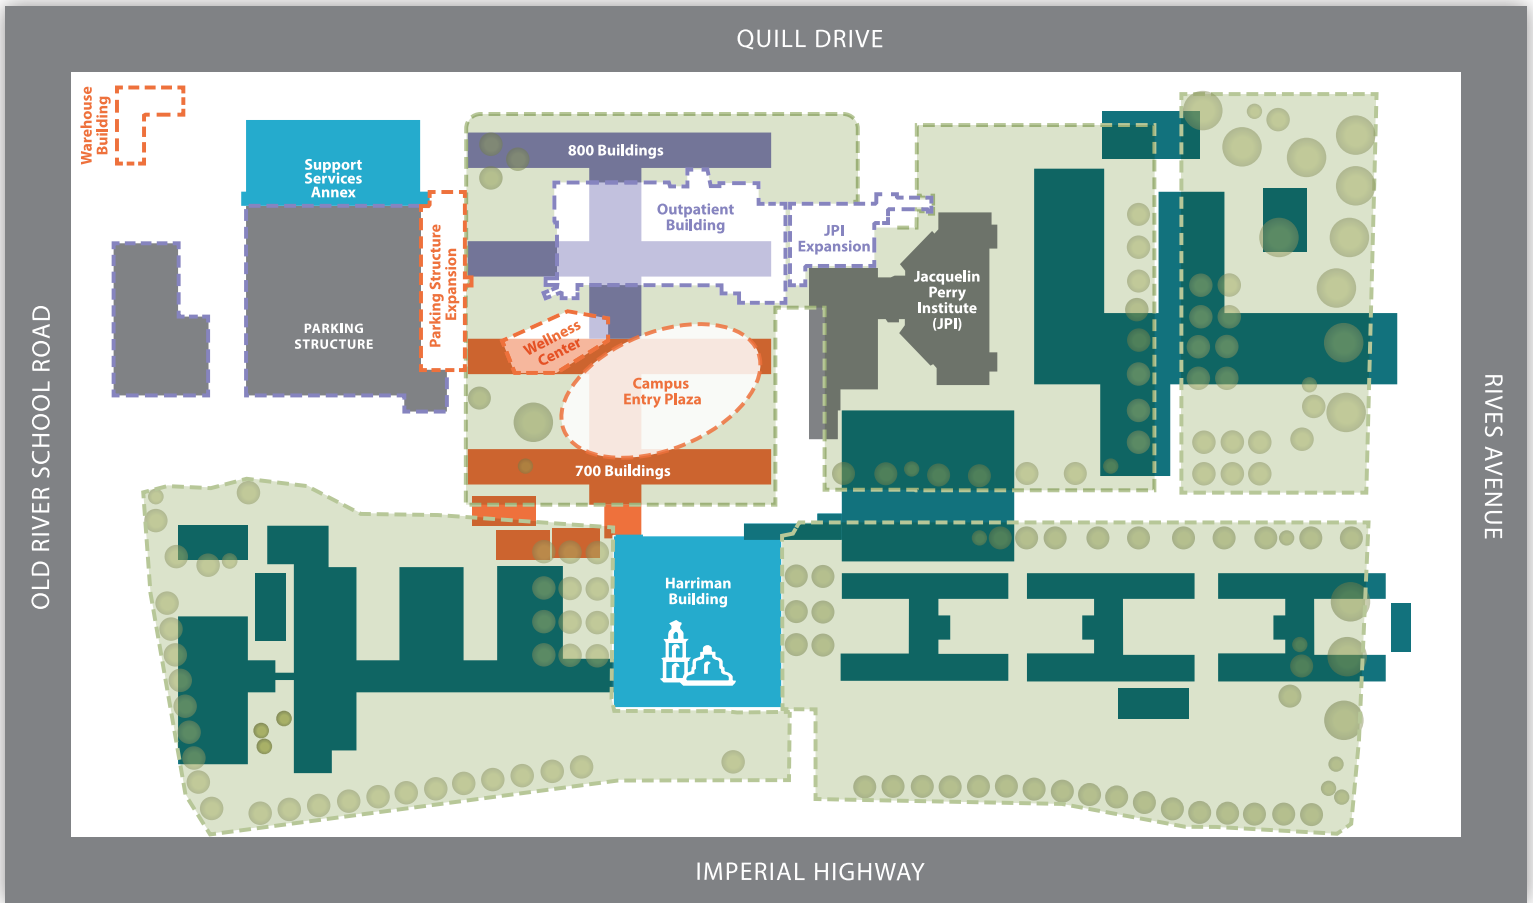 QUILL DRIVE
Warehouse
Building
Support
Services
Annex
800 Buildings
Outpatient
Building
JPI
Expansion
Parking Structure
Expansion
Jacquelin
Perry
Institute
(JPI)
PARKING
STRUCTURE
Wellness
Center
Campus
Entry Plaza
700 Buildings
OLD RIVER SCHOOL ROAD
RIVES AVENUE
Harriman
Building
IMPERIAL HIGHWAY